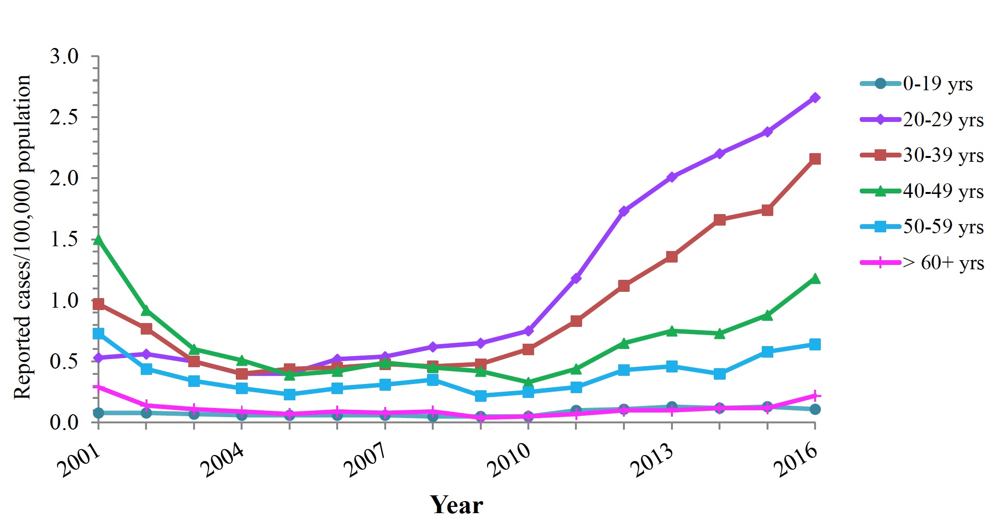 Reported cases/100,000 population
3.0
2.5
2.0
1.5
1.0
0.5
0.0
2001
2004
2007
2010
2013
2016
Year
0-19 yrs
20-29 yrs
30-39 yrs
40-49 yrs
50-59 yrs
> 60+ yrs